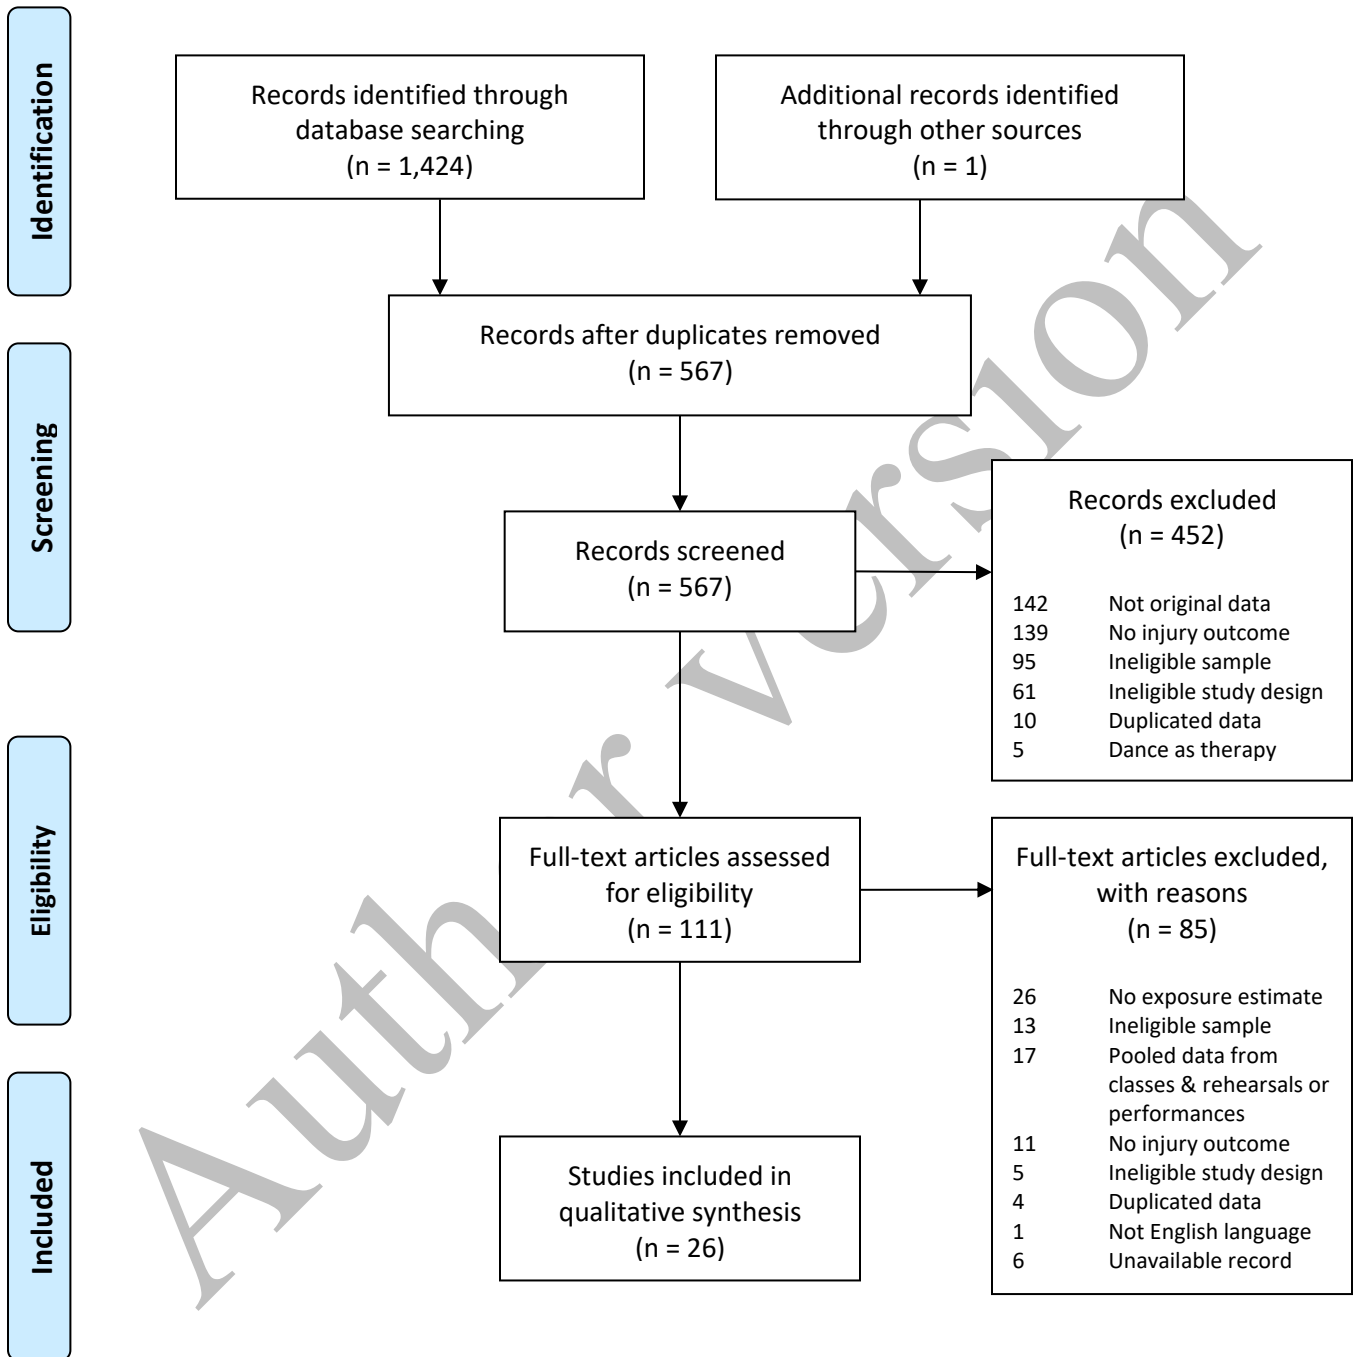 Identification
Records identified through
database searching
(n = 1,424)
Additional records identified
through other sources
(n = 1)
Records after duplicates removed
(n = 567)
Screening
Records screened
(n = 567)
Records excluded
(n = 452)
142 Not original data
139 No injury outcome
95 Ineligible sample
61 Ineligible study design
10 Duplicated data
5 Dance as therapy
Eligibility
Full-text articles assessed
for eligibility
(n = 111)
Full-text articles excluded,
with reasons
(n = 85)
26 No exposure estimate
13 Ineligible sample
17 Pooled data from
classes & rehearsals or
performances
11 No injury outcome
5 Ineligible study design
4 Duplicated data
1 Not English language
6 Unavailable record
Included
Studies included in
qualitative synthesis
(n = 26)
Author version